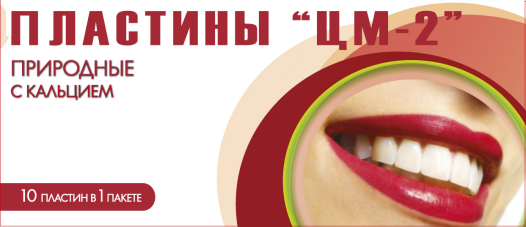 ПЛАСТИНЫ “ЦМ-2”
ПРИРОДНЫЕ
С КАЛЬЦИЕМ
10 ПЛАСТИН В 1 ПАКЕТЕ